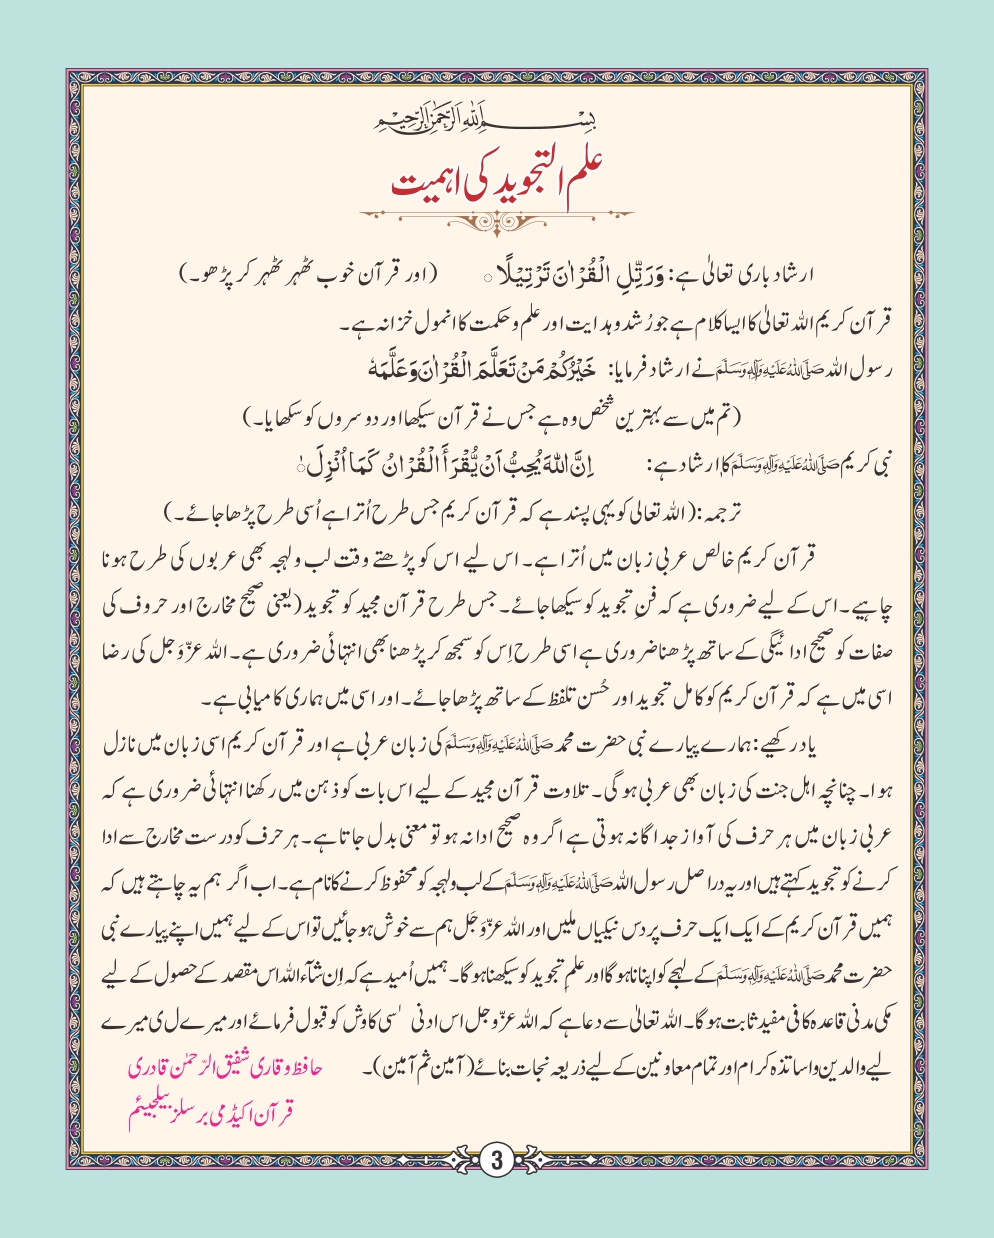 بِسْمِ اللّٰهِ الرَّحْمٰنِ الرَّحِیْمِ
علم التجوید کی اہمیت
ارشاد باری تعالیٰ ہے: وَرَتِّلِ الْقُرْاٰنَ تَرْتِیْلًا ۞ (اور قرآن خوب ٹھہر ٹھہر کر پڑھو۔)
قرآن کریم اللہ تعالیٰ کا ایسا کلام ہے جو رُشد و ہدایت اور علم و حکمت کا انمول خزانہ ہے۔
رسول اللہ صَلَّی اللہُ عَلَیْہِ وَاٰلِہٖ وَسَلَّمَ نے ارشاد فرمایا: خَیْرُکُمْ مَنْ تَعَلَّمَ الْقُرْاٰنَ وَعَلَّمَہٗ
(تم میں سے بہترین شخص وہ ہے جس نے قرآن سیکھا اور دوسروں کو سکھایا۔)
نبی کریم صَلَّی اللہُ عَلَیْہِ وَاٰلِہٖ وَسَلَّمَ کا ارشاد ہے: اِنَّ اللّٰہَ یُحِبُّ اَنْ یُّقْرَأَ الْقُرْاٰنُ کَمَا اُنْزِلَ ؕ
ترجمہ: (اللہ تعالی کو یہی پسند ہے کہ قرآن کریم جس طرح اُترا ہے اُسی طرح پڑھا جائے۔)
قرآن کریم خالص عربی زبان میں اُترا ہے۔ اس لیے اس کو پڑھتے وقت لب و لہجہ بھی عربوں کی طرح ہونا
چاہیے۔ اس کے لیے ضروری ہے کہ فنِ تجوید کو سیکھا جائے۔ جس طرح قرآن مجید کو تجوید (یعنی صحیح مخارج اور حروف کی
صفات کو صحیح ادائیگی کے ساتھ پڑھنا ضروری ہے اسی طرح اِس کو سمجھ کر پڑھنا بھی انتہائی ضروری ہے۔ اللہ عزّوَجل کی رضا
اسی میں ہے کہ قرآن کریم کو کامل تجوید اور حُسن تلفظ کے ساتھ پڑھا جائے۔ اور اسی میں ہماری کامیابی ہے۔
یاد رکھیے: ہمارے پیارے نبی حضرت محمد صَلَّی اللہُ عَلَیْہِ وَاٰلِہٖ وَسَلَّمَ کی زبان عربی ہے اور قرآن کریم اسی زبان میں نازل
ہوا۔ چنانچہ اہل جنت کی زبان بھی عربی ہوگی۔ تلاوت قرآن مجید کے لیے اس بات کو ذہن میں رکھنا انتہائی ضروری ہے کہ
عربی زبان میں ہر حرف کی آواز جداگانہ ہوتی ہے اگر وہ صحیح ادا نہ ہو تو معنی بدل جاتا ہے۔ ہر حرف کو درست مخارج سے ادا
کرنے کو تجوید کہتے ہیں اور یہ دراصل رسول اللہ صَلَّی اللہُ عَلَیْہِ وَاٰلِہٖ وَسَلَّمَ کے لب ولہجہ کو محفوظ کرنے کا نام ہے۔ اب اگر ہم یہ چاہتے ہیں کہ
ہمیں قرآن کریم کے ایک ایک حرف پر دس نیکیاں ملیں اور اللہ عزّوَجَل ہم سے خوش ہو جائیں تو اس کے لیے ہمیں اپنے پیارے نبی
حضرت محمد صَلَّی اللہُ عَلَیْہِ وَاٰلِہٖ وَسَلَّمَ کے لہجے کو اپنانا ہوگا اور علمِ تجوید کو سیکھنا ہوگا۔ ہمیں اُمید ہے کہ اِن شآء اللہ اس مقصد کے حصول کے لیے
مکی مدنی قاعدہ کافی مفید ثابت ہوگا۔ اللہ تعالیٰ سے دعا ہے کہ اللہ عزّوجل اس ادنی ٰ سی کاوش کو قبول فرمائے اور میرے لی میرے
لیے والدین واساتذہ کرام اور تمام معاونین کے لیے ذریعہ نجات بنائے (آمین ثم آمین)۔ حافظ و قاری شفیق الرّحمٰن قادری
قرآن اکیڈمی برسلز بیلجیئم
3